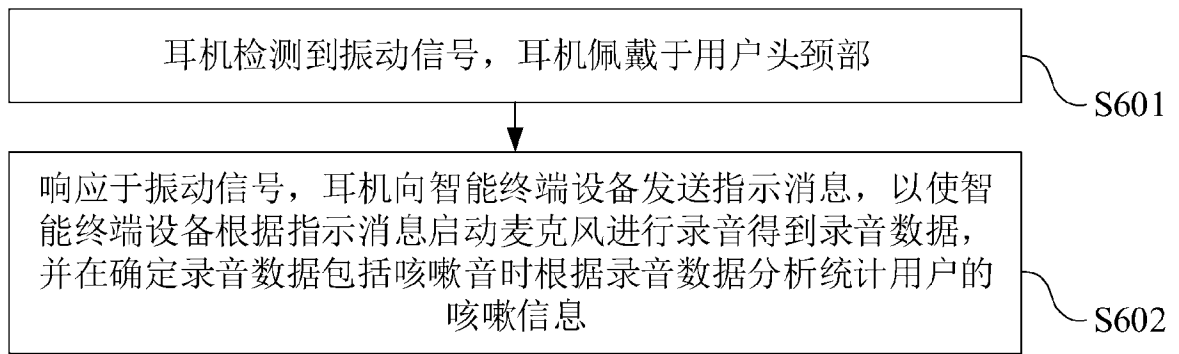 耳机检测到振动信号，耳机佩戴于用户头颈部
S601
响应于振动信号，耳机向智能终端设备发送指示消息，以使智
能终端设备根据指示消息启动麦克风进行录音得到录音数据，
并在确定录音数据包括咳嗽音时根据录音数据分析统计用户的
咳嗽信息
S602